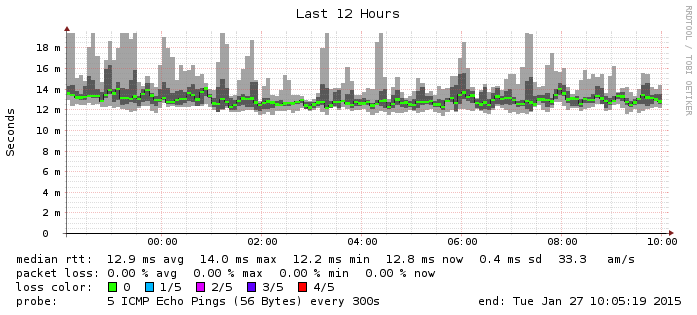 Last 12 Hours
RRDTOOL / TOBI OETIKER
Seconds
18 m
16 m
14 m
12 m
10 m
8 m
6 m
4 m
2 m
0
00:00 02:00 04:00 06:00 08:00 10:00
median rtt: 12.9 ms avg 14.0 ms max 12.2 ms min 12.8 ms now 0.4 ms sd 33.3 am/s
packet loss: 0.00 % avg 0.00 % max 0.00 % min 0.00 % now
loss color: 0 1/5 2/5 3/5 4/5
probe: 5 ICMP Echo Pings (56 Bytes) every 300s end: Tue Jan 27 10:05:19 2015